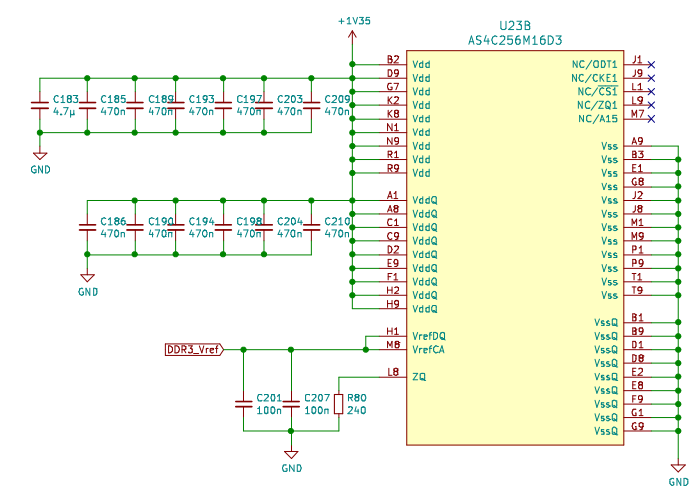 +1V35
U23B
AS4C256M16D3
B2 Vdd NC/ODT1 J1
D9 Vdd NC/CKE1 J9
G7 Vdd NC/CS1 L1
K2 Vdd NC/ZQ1 L9
K8 Vdd NC/A15 M7
N1 Vdd
N9 Vdd Vss A9
R1 Vdd Vss B3
R9 Vdd Vss E1
Vss G8
A1 VddQ Vss J2
A8 VddQ Vss J8
C1 VddQ Vss M1
C9 VddQ Vss M9
D2 VddQ Vss P1
E9 VddQ Vss P9
F1 VddQ Vss T1
H2 VddQ Vss T9
H9 VddQ
VssQ B1
H1 VrefDQ VssQ B9
M8 VrefCA VssQ D1
VssQ D8
L8 ZQ VssQ E2
VssQ E8
VssQ F9
VssQ G1
VssQ G9
C183 C185 C189 C193 C197 C203 C209
4.7µ 470n 470n 470n 470n 470n 470n
GND
C186 C190 C194 C198 C204 C210
470n 470n 470n 470n 470n 470n
GND
DDR3_Vref
C201 C207 R80
100n 100n 240
GND
GND